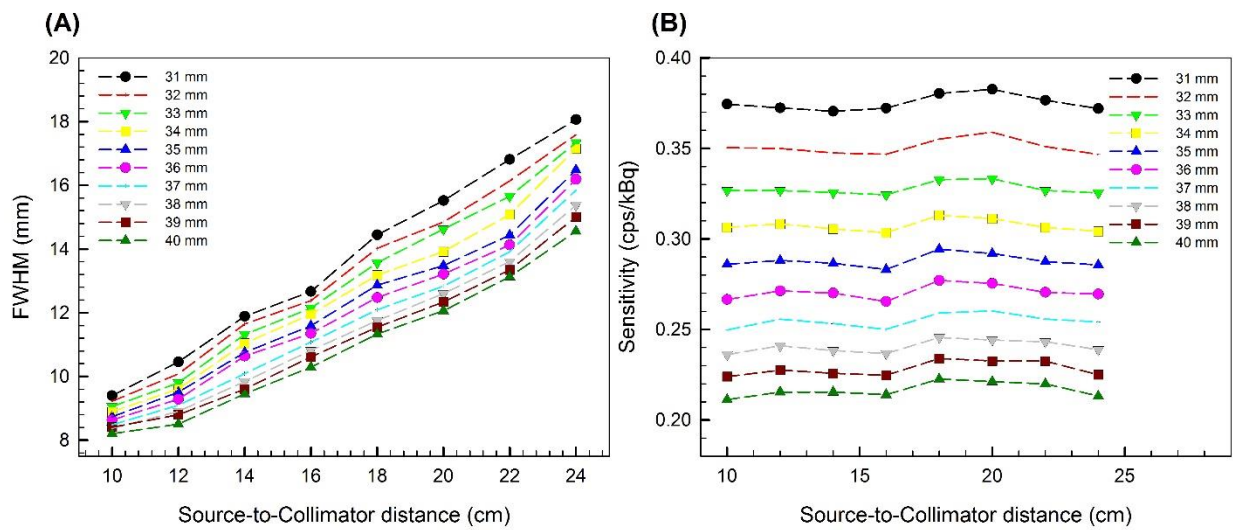 (A)
20
18
16
14
12
10
8
FWHM (mm)
31 mm
32 mm
33 mm
34 mm
35 mm
36 mm
37 mm
38 mm
39 mm
40 mm
10 12 14 16 18 20 22 24
Source-to-Collimator distance (cm)
(B)
0.40
0.35
0.30
0.25
0.20
Sensitivity (cps/kBq)
31 mm
32 mm
33 mm
34 mm
35 mm
36 mm
37 mm
38 mm
39 mm
40 mm
10 15 20 25
Source-to-Collimator distance (cm)